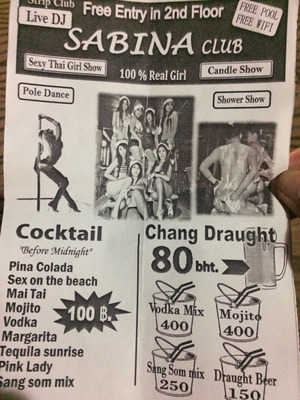 Strip Club
Live DJ
Free Entry in 2nd Floor
FREE POOL
FREE WIFI
SABINA CLUB
Sexy Thai Girl Show
100% Real Girl
Candle Show
Pole Dance
Shower Show
Cocktail
"Before Midnight"
Pina Colada
Sex on the beach
Mai Tai
Mojito
Vodka
Margarita
Tequila sunrise
Pink Lady
Sang som mix
100 B.
Chang Draught
80 bht.
Vodka Mix
400
Mojito
400
Sang Som mix
250
Draught Beer
150